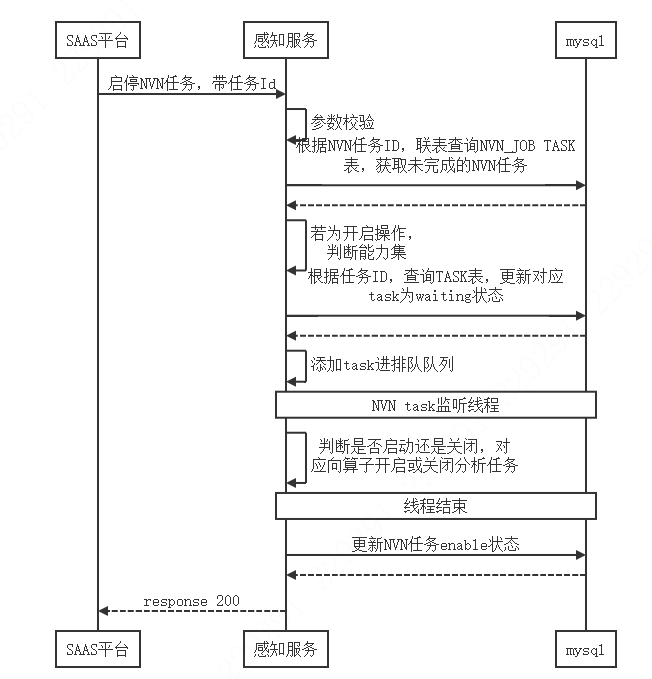 SAAS平台
感知服务
mysql
启停NVN任务，带任务Id
参数校验
根据NVN任务ID，联表查询NVN_JOB TASK
表，获取未完成的NVN任务
若为开启操作，
判断能力集
根据任务ID，查询TASK表，更新对应
task为waiting状态
添加task进排队队列
NVN task监听线程
判断是否启动还是关闭，对
应向算子开启或关闭分析任务
线程结束
更新NVN任务enable状态
response 200
SAAS平台
感知服务
mysql